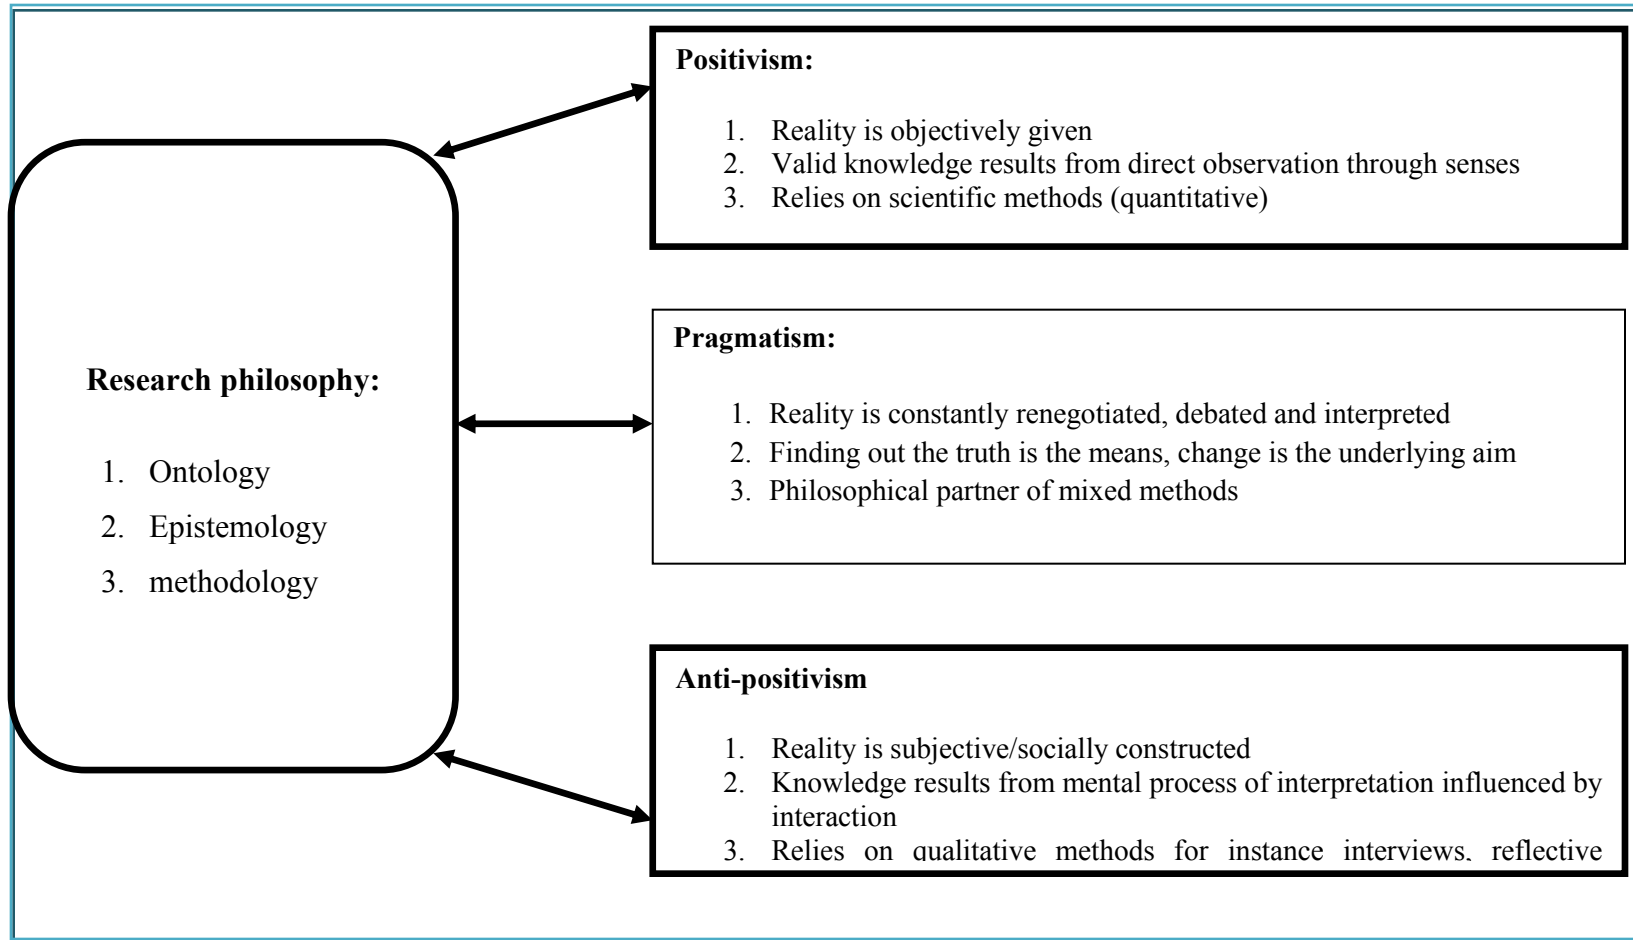 Research philosophy:
1. Ontology
2. Epistemology
3. methodology
Positivism:
1. Reality is objectively given
2. Valid knowledge results from direct observation through senses
3. Relies on scientific methods (quantitative)
Pragmatism:
1. Reality is constantly renegotiated, debated and interpreted
2. Finding out the truth is the means, change is the underlying aim
3. Philosophical partner of mixed methods
Anti-positivism
1. Reality is subjective/socially constructed
2. Knowledge results from mental process of interpretation influenced by
interaction
3. Relies on qualitative methods for instance interviews, reflective